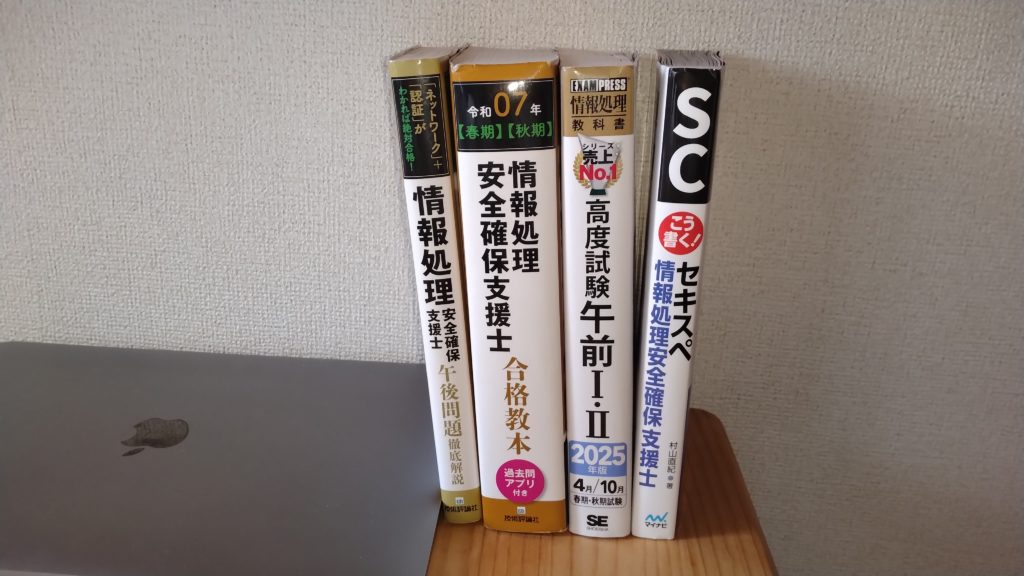 「ネットワーク」+
「認証」が
わかれば絶対合格!
情報処理
安全確保
支援士
午後問題
徹底解説
技術評論社
令和07年
【春期】【秋期】
情報処理
安全確保支援士
合格教本
過去問
アプリ
付き
技術評論社
EXAMPRESS
情報処理
教科書
シリーズ
売上
No.1
高度試験
午前I・II
2025
年版
4月/10月
春期・秋期試験
SE
SHOEISHA
SC
こう
書く!
セキスペ
情報処理安全確保支援士
村山直紀 著
マイナビ